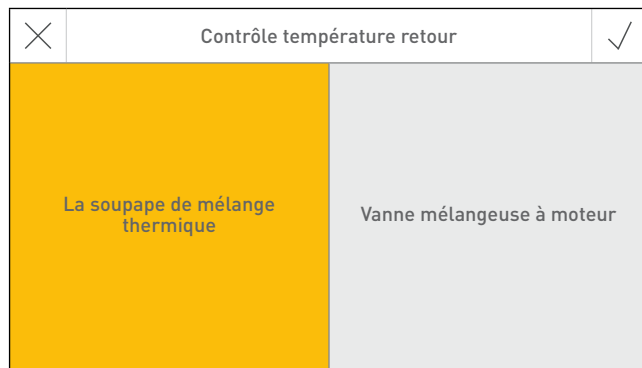 Contrôle température retour
La soupape de mélange
thermique
Vanne mélangeuse à moteur